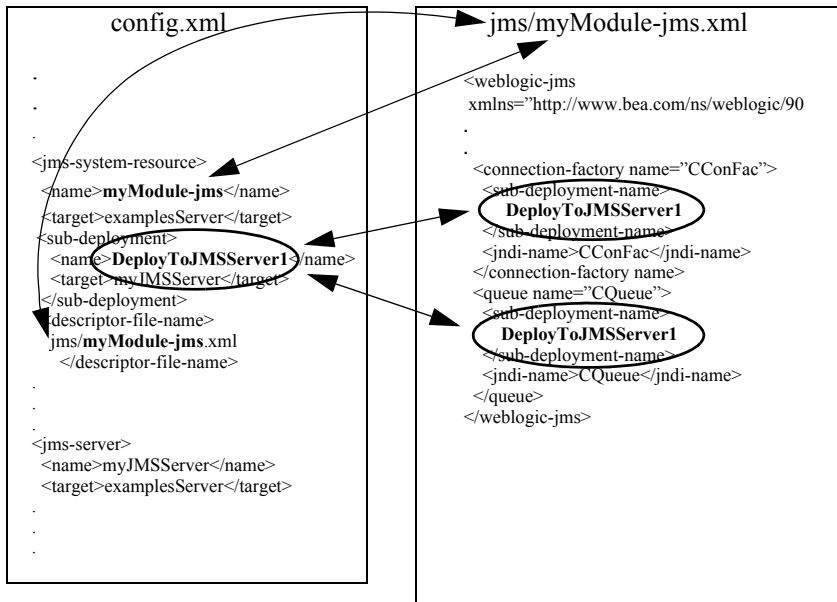 config.xml
.
.
.
<jms-system-resource>
<name>myModule-jms</name>
<target>examplesServer</target>
<sub-deployment>
<name>DeployToJMSServer1</name>
<target>myJMSServer</target>
</sub-deployment>
<descriptor-file-name>
jms/myModule-jms.xml
</descriptor-file-name>
.
.
.
<jms-server>
<name>myJMSServer</name>
<target>examplesServer</target>
.
.
.
jms/myModule-jms.xml
<weblogic-jms
xmlns=”http://www.bea.com/ns/weblogic/90
.
.
<connection-factory name=”CConFac”>
<sub-deployment-name>
DeployToJMSServer1
</sub-deployment-name>
<jndi-name>CConFac</jndi-name>
</connection-factory name>
<queue name=”CQueue”>
<sub-deployment-name>
DeployToJMSServer1
</sub-deployment-name>
<jndi-name>CQueue</jndi-name>
</queue>
</weblogic-jms>